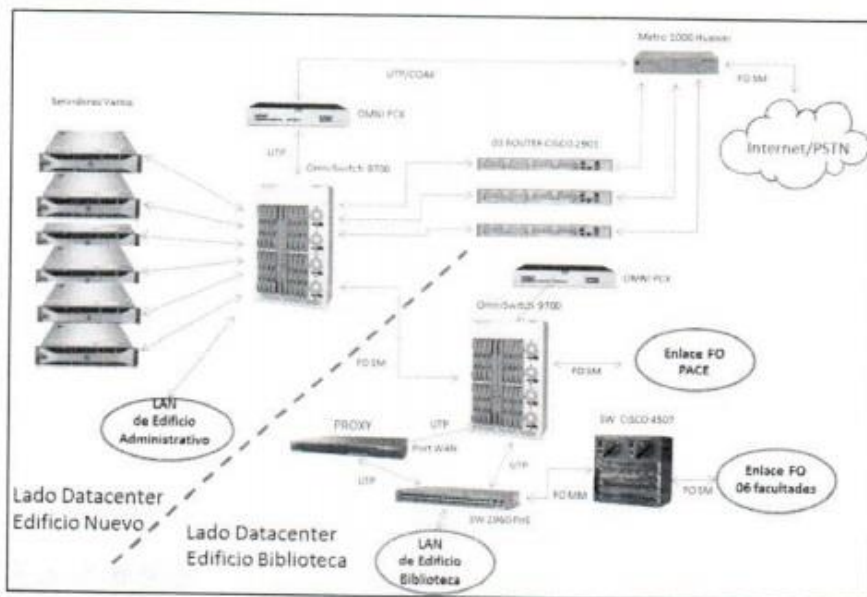 Metro 1000 Huawei
UTP/COAX
FO SM
Servidores Varios
OMNI PCX
03 ROUTER CISCO 2901
Internet/PSTN
UTP
OmniSwitch 9700
OMNI PCX
OmniSwitch 9700
Enlace FO
PACE
FO SM
FO SM
LAN
de Edificio
Administrativo
PROXY
UTP
SW CISCO 4507
Port WAN
UTP
Enlace FO
06 facultades
UTP
FO MM
FO SM
Lado Datacenter
Edificio Nuevo
Lado Datacenter
Edificio Biblioteca
SW 2960
LAN
de Edificio
Biblioteca